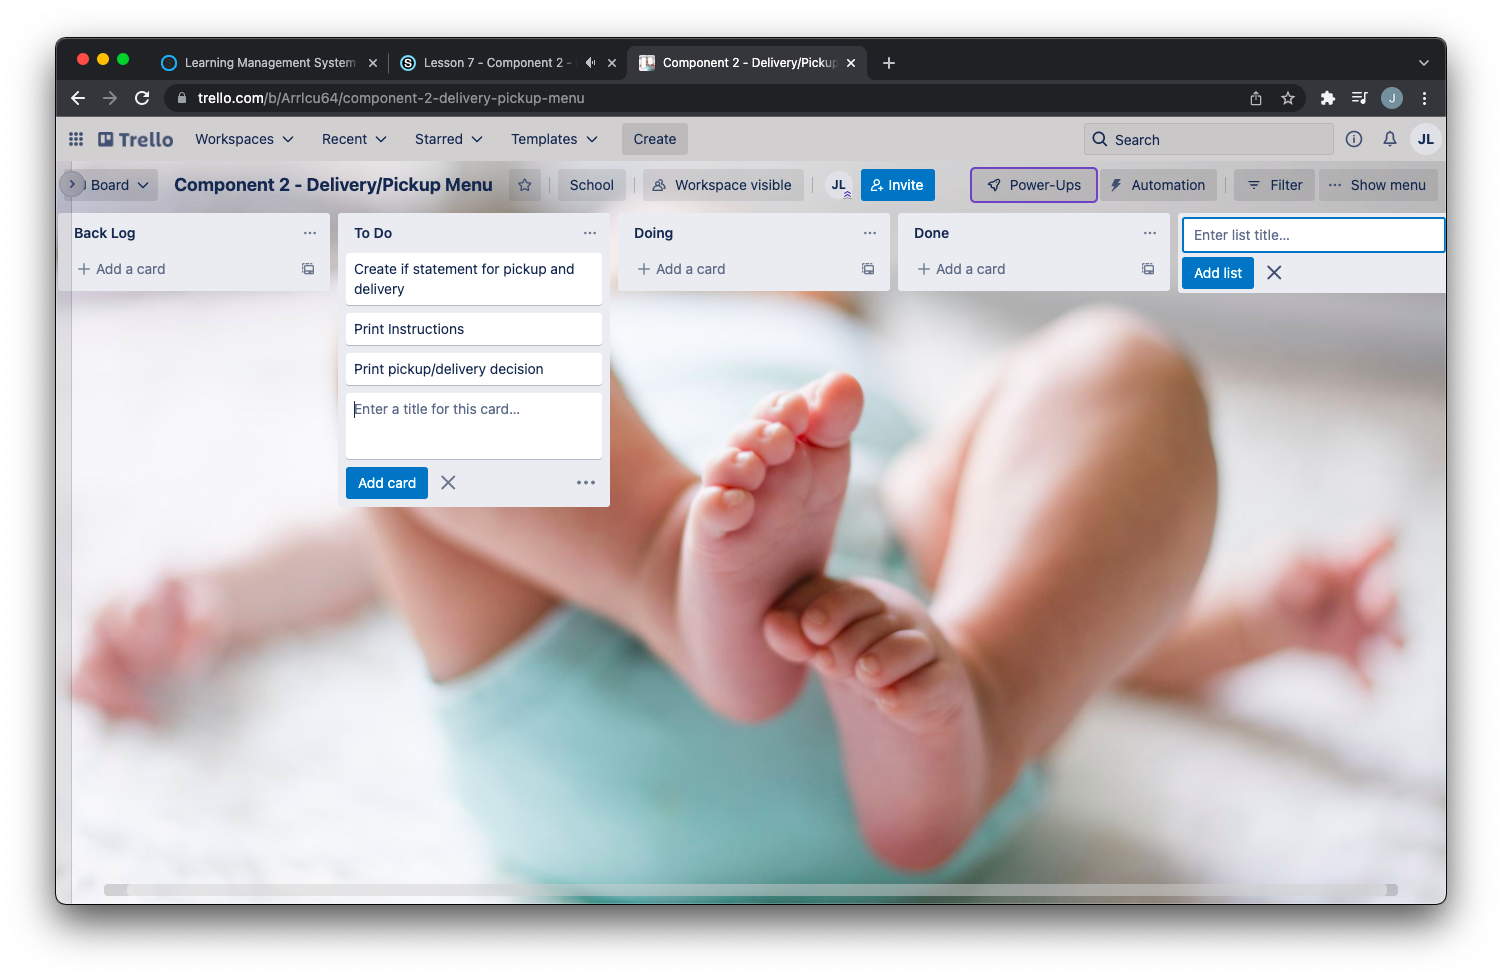 Learning Management System
Lesson 7 - Component 2 -
Component 2 - Delivery/Pickup
trello.com/b/Arrlcu64/component-2-delivery-pickup-menu
J
Trello
Workspaces
Recent
Starred
Templates
Create
Search
JL
Board
Component 2 - Delivery/Pickup Menu
School
Workspace visible
JL
Invite
Power-Ups
Automation
Filter
Show menu
Back Log
Add a card
To Do
Create if statement for pickup and
delivery
Print Instructions
Print pickup/delivery decision
Enter a title for this card...
Add card
Doing
Add a card
Done
Add a card
Enter list title...
Add list